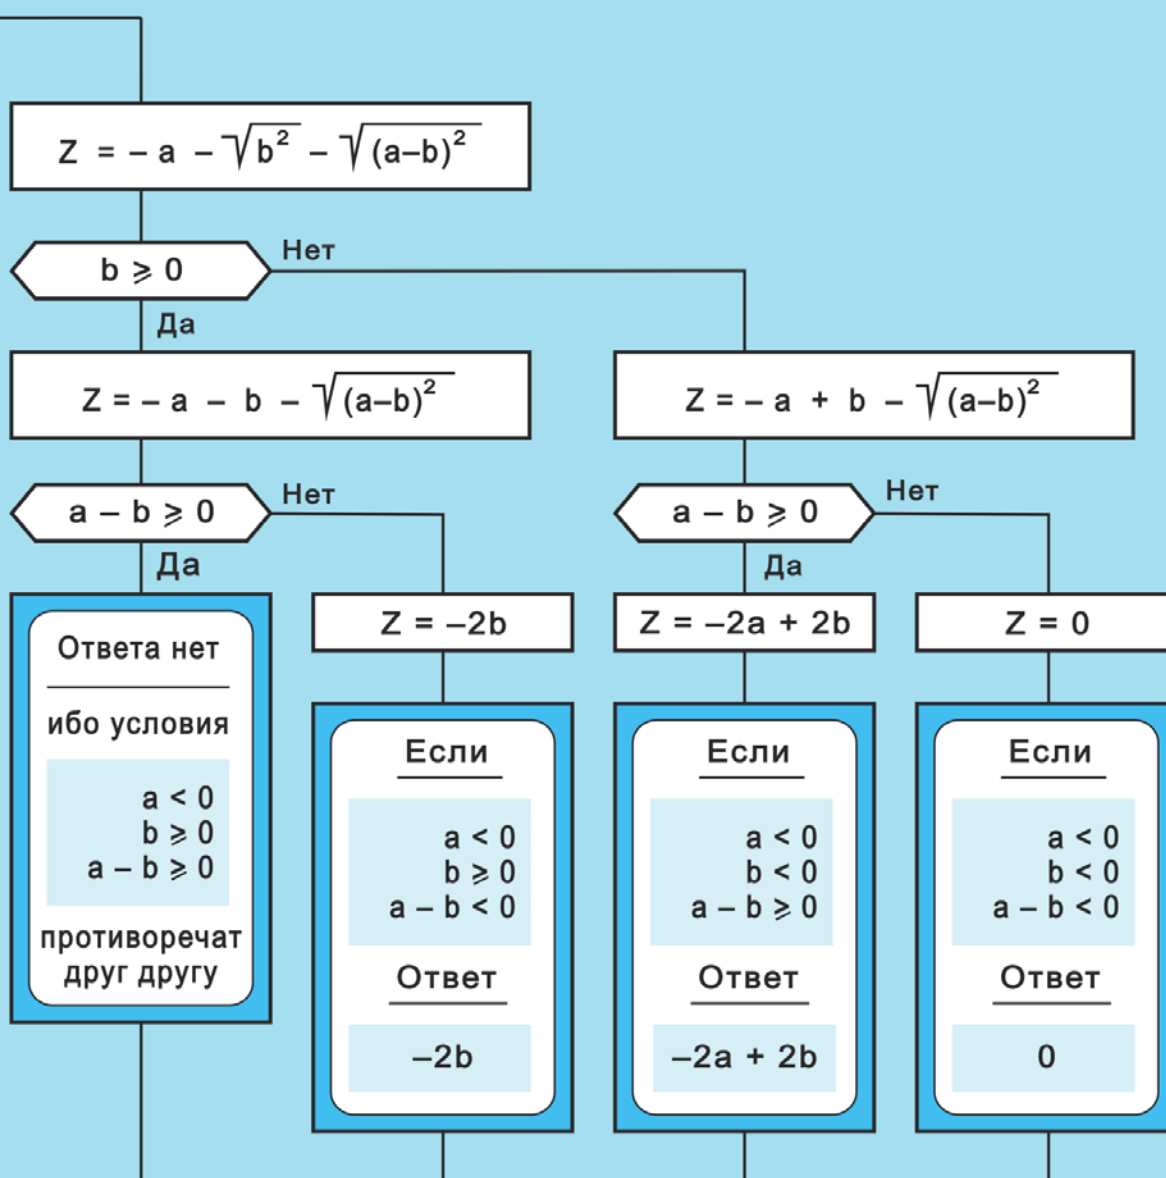 Z = – a – √b² – √(a–b)²
b ⩾ 0
Нет
Да
Z = – a – b – √(a–b)²
Z = – a + b – √(a–b)²
a – b ⩾ 0
Нет
Да
a – b ⩾ 0
Нет
Да
Ответа нет
ибо условия
a < 0
b ⩾ 0
a – b ⩾ 0
противоречат
друг другу
Z = –2b
Если
a < 0
b ⩾ 0
a – b < 0
Ответ
–2b
Z = –2a + 2b
Если
a < 0
b < 0
a – b ⩾ 0
Ответ
–2a + 2b
Z = 0
Если
a < 0
b < 0
a – b < 0
Ответ
0